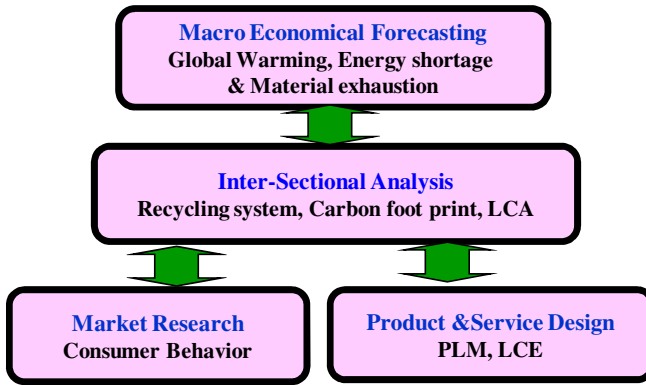 Macro Economical Forecasting
Global Warming, Energy shortage
& Material exhaustion
Inter-Sectional Analysis
Recycling system, Carbon foot print, LCA
Market Research
Consumer Behavior
Product &Service Design
PLM, LCE